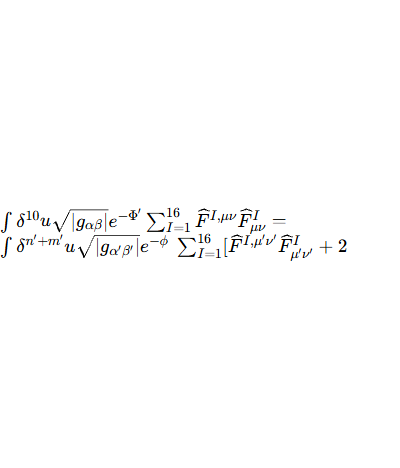 ∫ δ^{10}u√|g_{αβ}|e^{−Φ′} ∑_{I=1}^{16} F̂^{I,μν}F̂^{I}_{μν} =
∫ δ^{n′+m′}u√|g_{α′β′}|e^{−ϕ} ∑_{I=1}^{16}[F̂^{I,μ′ν′}F̂^{I}_{μ′ν′} + 2